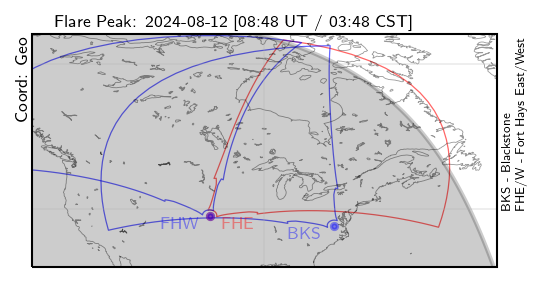 Flare Peak: 2024-08-12 [08:48 UT / 03:48 CST]
Coord: Geo
FHW
FHE
BKS
BKS - Blackstone
FHE/W - Fort Hays East/West